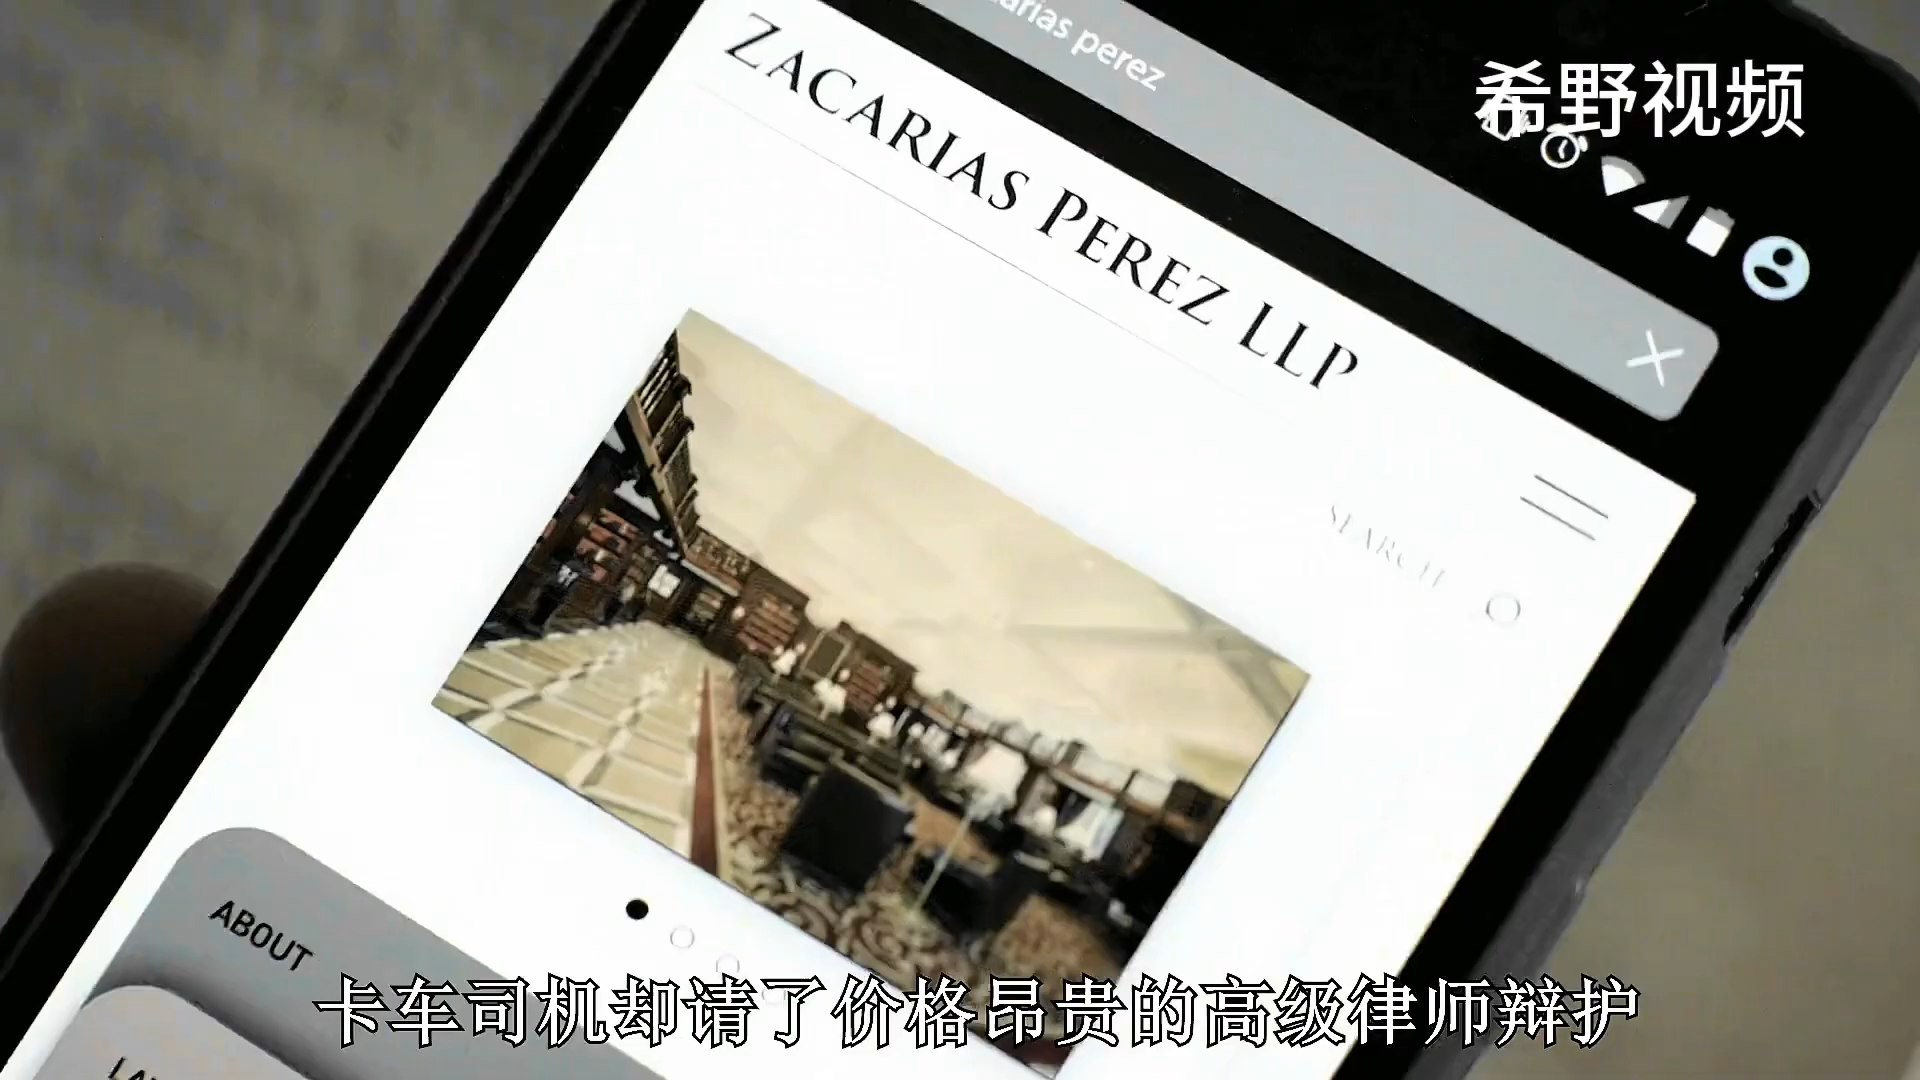 arias perez
希野视频
ZACARIAS PEREZ LLP
SEARCH
ABOUT
卡车司机却请了价格昂贵的高级律师辩护